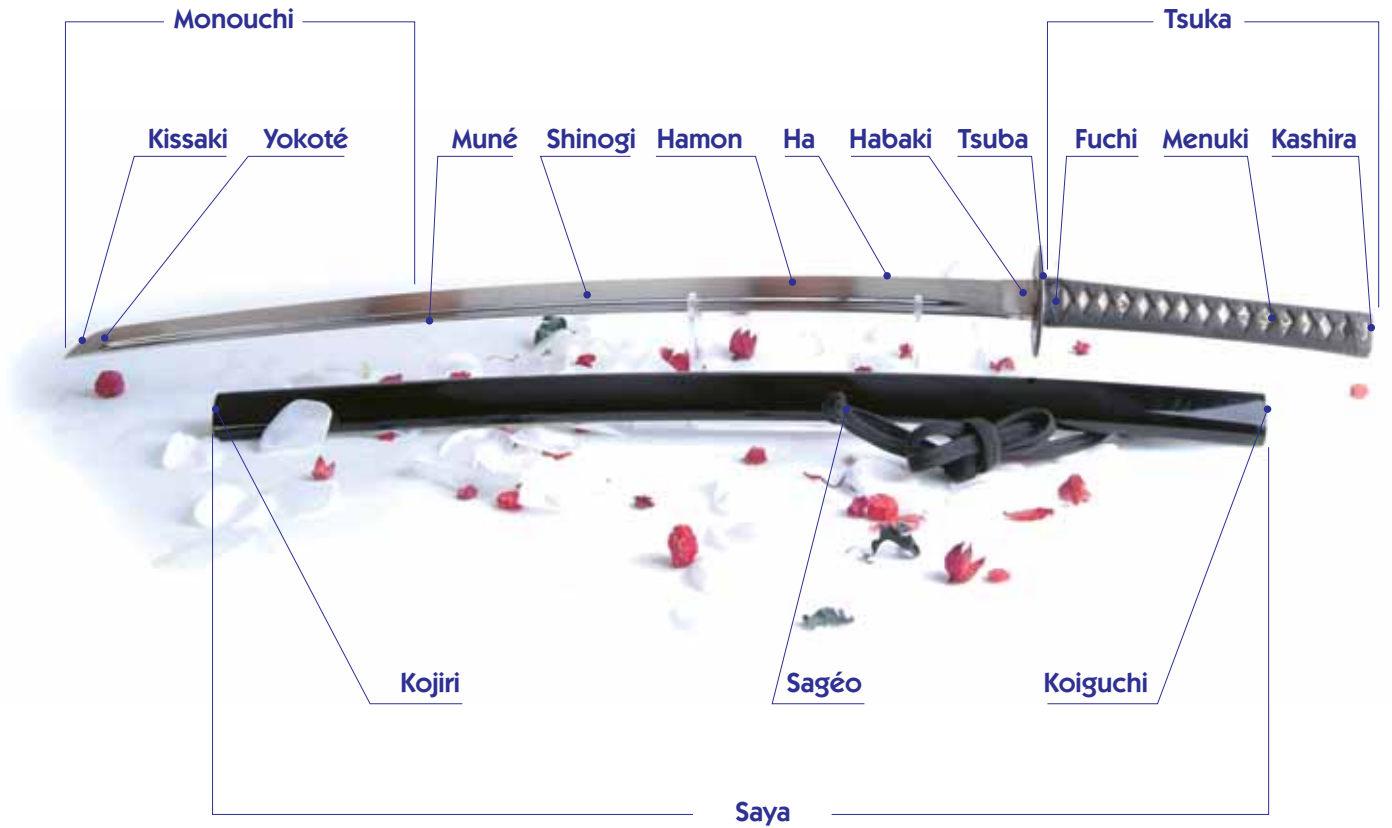 Monouchi
Tsuka
Kissaki Yokoté Muné Shinogi Hamon Ha Habaki Tsuba Fuchi Menuki Kashira
Kojiri Sagéo Koiguchi
Saya